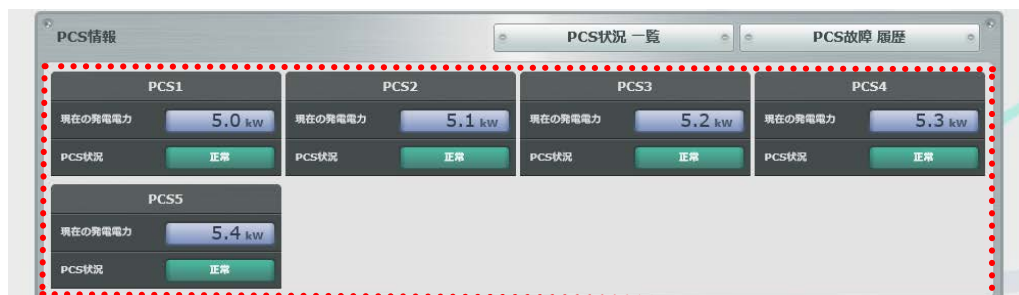 PCS情報 PCS状況 一覧 PCS故障 履歴
PCS1 PCS2 PCS3 PCS4
現在の発電電力 5.0 kW 現在の発電電力 5.1 kW 現在の発電電力 5.2 kW 現在の発電電力 5.3 kW
PCS状況 正常 PCS状況 正常 PCS状況 正常 PCS状況 正常
PCS5
現在の発電電力 5.4 kW
PCS状況 正常